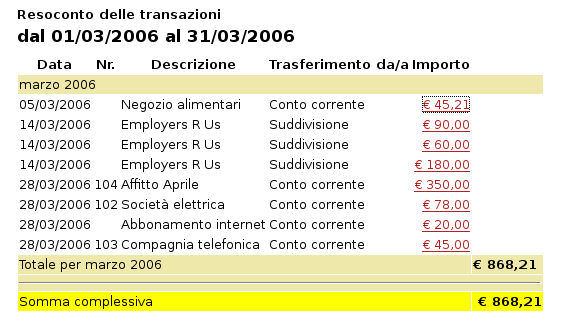 Resoconto delle transazioni
dal 01/03/2006 al 31/03/2006
Data Nr. Descrizione Trasferimento da/a Importo
marzo 2006
05/03/2006 Negozio alimentari Conto corrente € 45,21
14/03/2006 Employers R Us Suddivisione € 90,00
14/03/2006 Employers R Us Suddivisione € 60,00
14/03/2006 Employers R Us Suddivisione € 180,00
28/03/2006 104 Affitto Aprile Conto corrente € 350,00
28/03/2006 102 Società elettrica Conto corrente € 78,00
28/03/2006 Abbonamento internet Conto corrente € 20,00
28/03/2006 103 Compagnia telefonica Conto corrente € 45,00
Totale per marzo 2006 € 868,21
Somma complessiva € 868,21